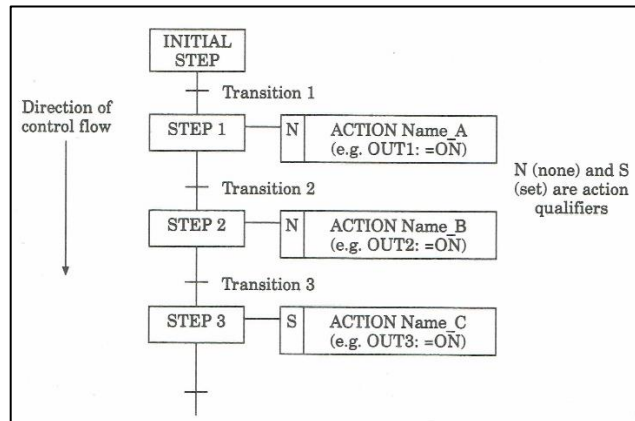 INITIAL
STEP
Transition 1
Direction of
control flow
STEP 1
N
ACTION Name_A
(e.g. OUT1: =ON)
N (none) and S
(set) are action
qualifiers
Transition 2
STEP 2
N
ACTION Name_B
(e.g. OUT2: =ON)
Transition 3
STEP 3
S
ACTION Name_C
(e.g. OUT3: =ON)